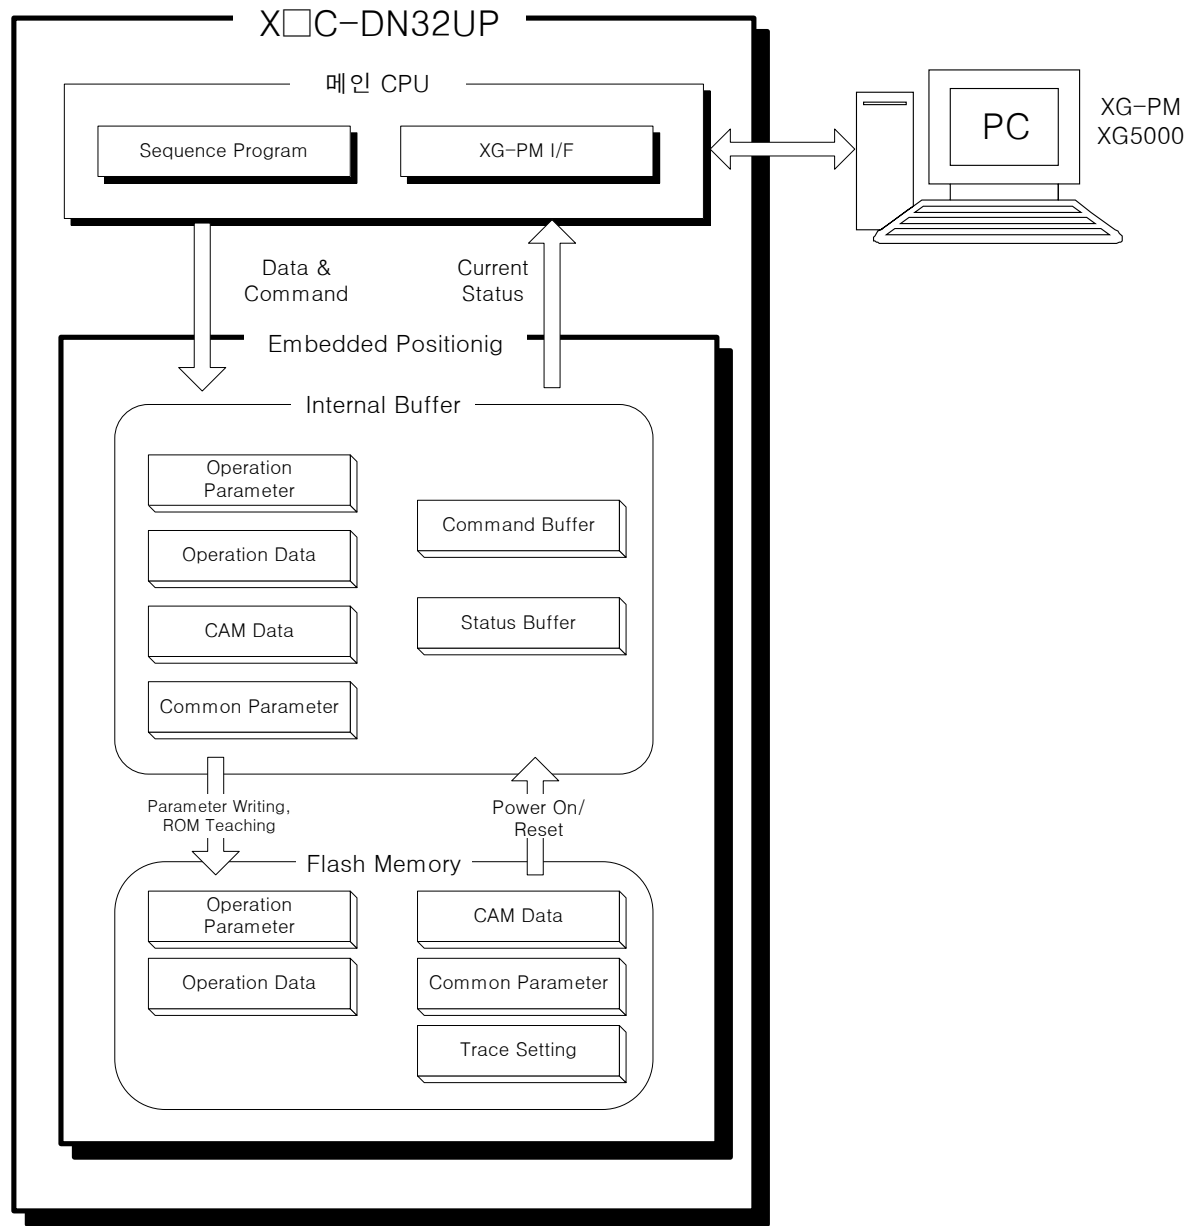 X□C-DN32UP
메인 CPU
Sequence Program
XG-PM I/F
PC
XG-PM
XG5000
Data &
Command
Current
Status
Embedded Positionig
Internal Buffer
Operation
Parameter
Operation Data
CAM Data
Common Parameter
Command Buffer
Status Buffer
Parameter Writing,
ROM Teaching
Power On/
Reset
Flash Memory
Operation
Parameter
Operation Data
CAM Data
Common Parameter
Trace Setting